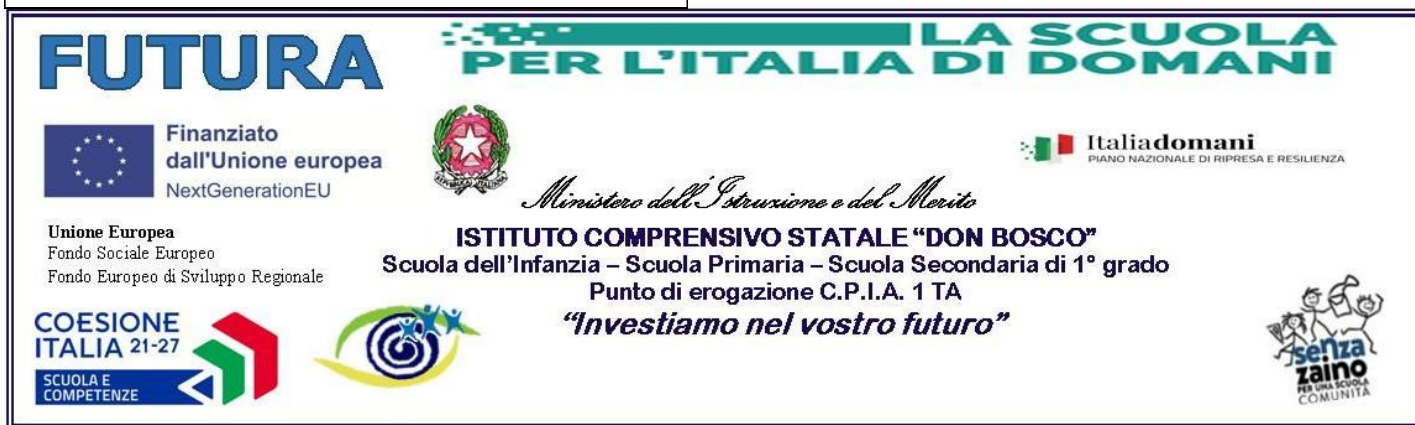 FUTURA
LA SCUOLA
PER L'ITALIA DI DOMANI
Finanziato
dall'Unione europea
NextGenerationEU
REPVBBLICA ITALIANA
Italiadomani
PIANO NAZIONALE DI RIPRESA E RESILIENZA
Ministero dell'Istruzione e del Merito
Unione Europea
Fondo Sociale Europeo
Fondo Europeo di Sviluppo Regionale
ISTITUTO COMPRENSIVO STATALE “DON BOSCO”
Scuola dell'Infanzia – Scuola Primaria – Scuola Secondaria di 1° grado
Punto di erogazione C.P.I.A. 1 TA
“Investiamo nel vostro futuro”
COESIONE
ITALIA 21-27
SCUOLA E
COMPETENZE
senza
zaino
PER UNA SCUOLA
COMUNITÀ